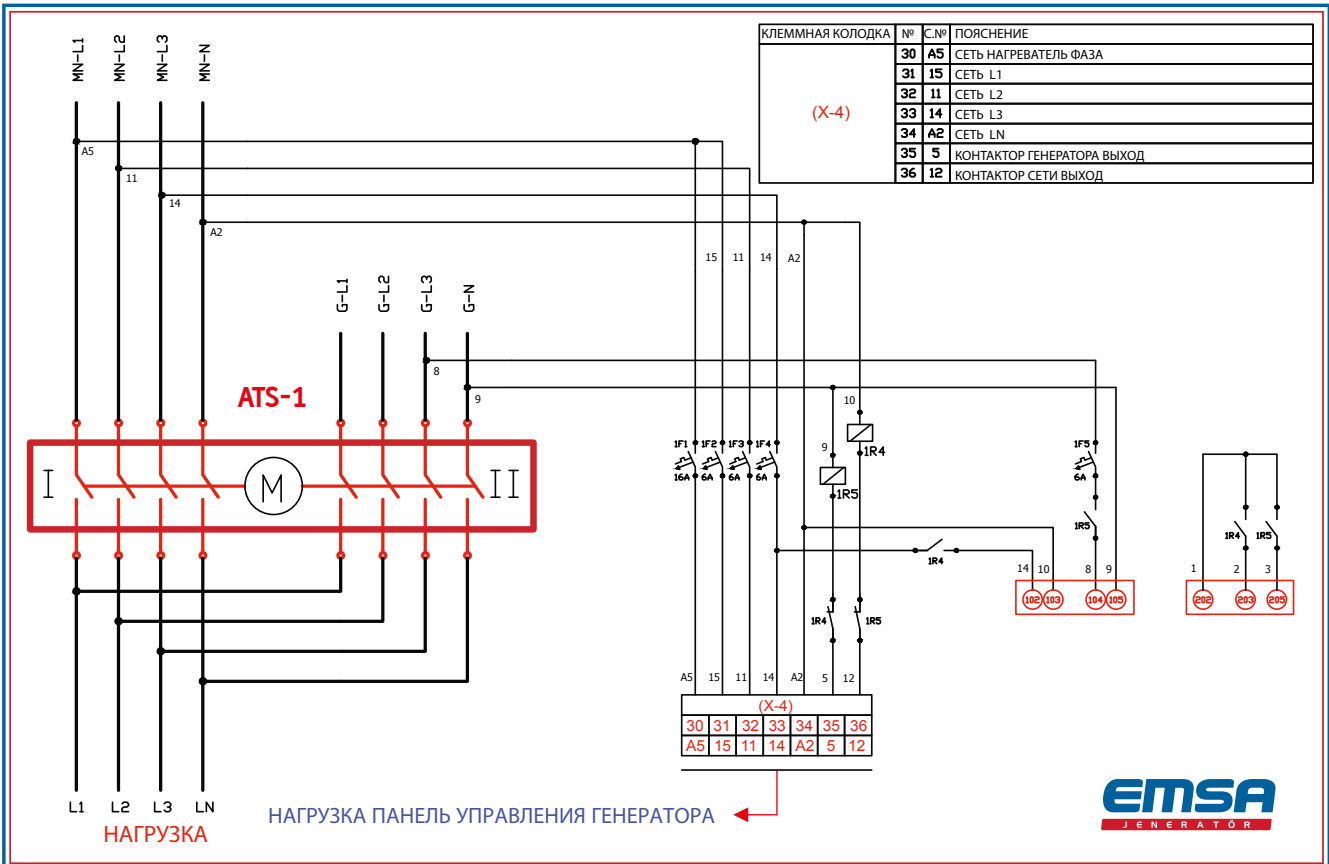 КЛЕММНАЯ КОЛОДКА № С.№ ПОЯСНЕНИЕ
(X-4)
30 A5 СЕТЬ НАГРЕВАТЕЛЬ ФАЗА
31 15 СЕТЬ L1
32 11 СЕТЬ L2
33 14 СЕТЬ L3
34 A2 СЕТЬ LN
35 5 КОНТАКТОР ГЕНЕРАТОРА ВЫХОД
36 12 КОНТАКТОР СЕТИ ВЫХОД
MN-L1 MN-L2 MN-L3 MN-N
A5
11
14
A2
15 11 14 A2
G-L1 G-L2 G-L3 G-N
8
9
ATS-1
I M II
10
9
1F1 1F2 1F3 1F4
16A 6A 6A 6A
1R4
1R5
1F5
6A
1R5
1R4
1R4 1R5
14 10 8 9
102 103 104 105
1 2 3
202 203 205
1R4 1R5
A5 15 11 14 A2 5 12
(X-4)
30 31 32 33 34 35 36
A5 15 11 14 A2 5 12
L1 L2 L3 LN
НАГРУЗКА
НАГРУЗКА ПАНЕЛЬ УПРАВЛЕНИЯ ГЕНЕРАТОРА
EMSA
JENERATÖR